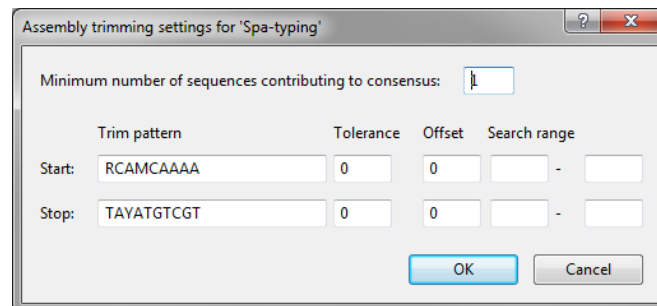 Assembly trimming settings for 'Spa-typing'
Minimum number of sequences contributing to consensus: 1
Trim pattern Tolerance Offset Search range
Start: RCAMCAAAA 0 0 -
Stop: TAYATGTCGT 0 0 -
OK Cancel